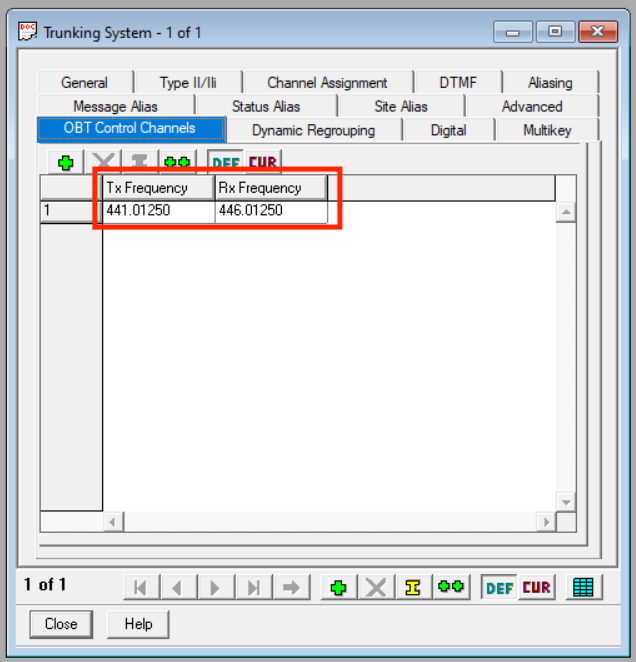 Trunking System - 1 of 1
General Type II/IIi Channel Assignment DTMF Aliasing
Message Alias Status Alias Site Alias Advanced
OBT Control Channels Dynamic Regrouping Digital Multikey
DEF CUR
Tx Frequency Rx Frequency
1 441.01250 446.01250
1 of 1 DEF CUR
Close Help